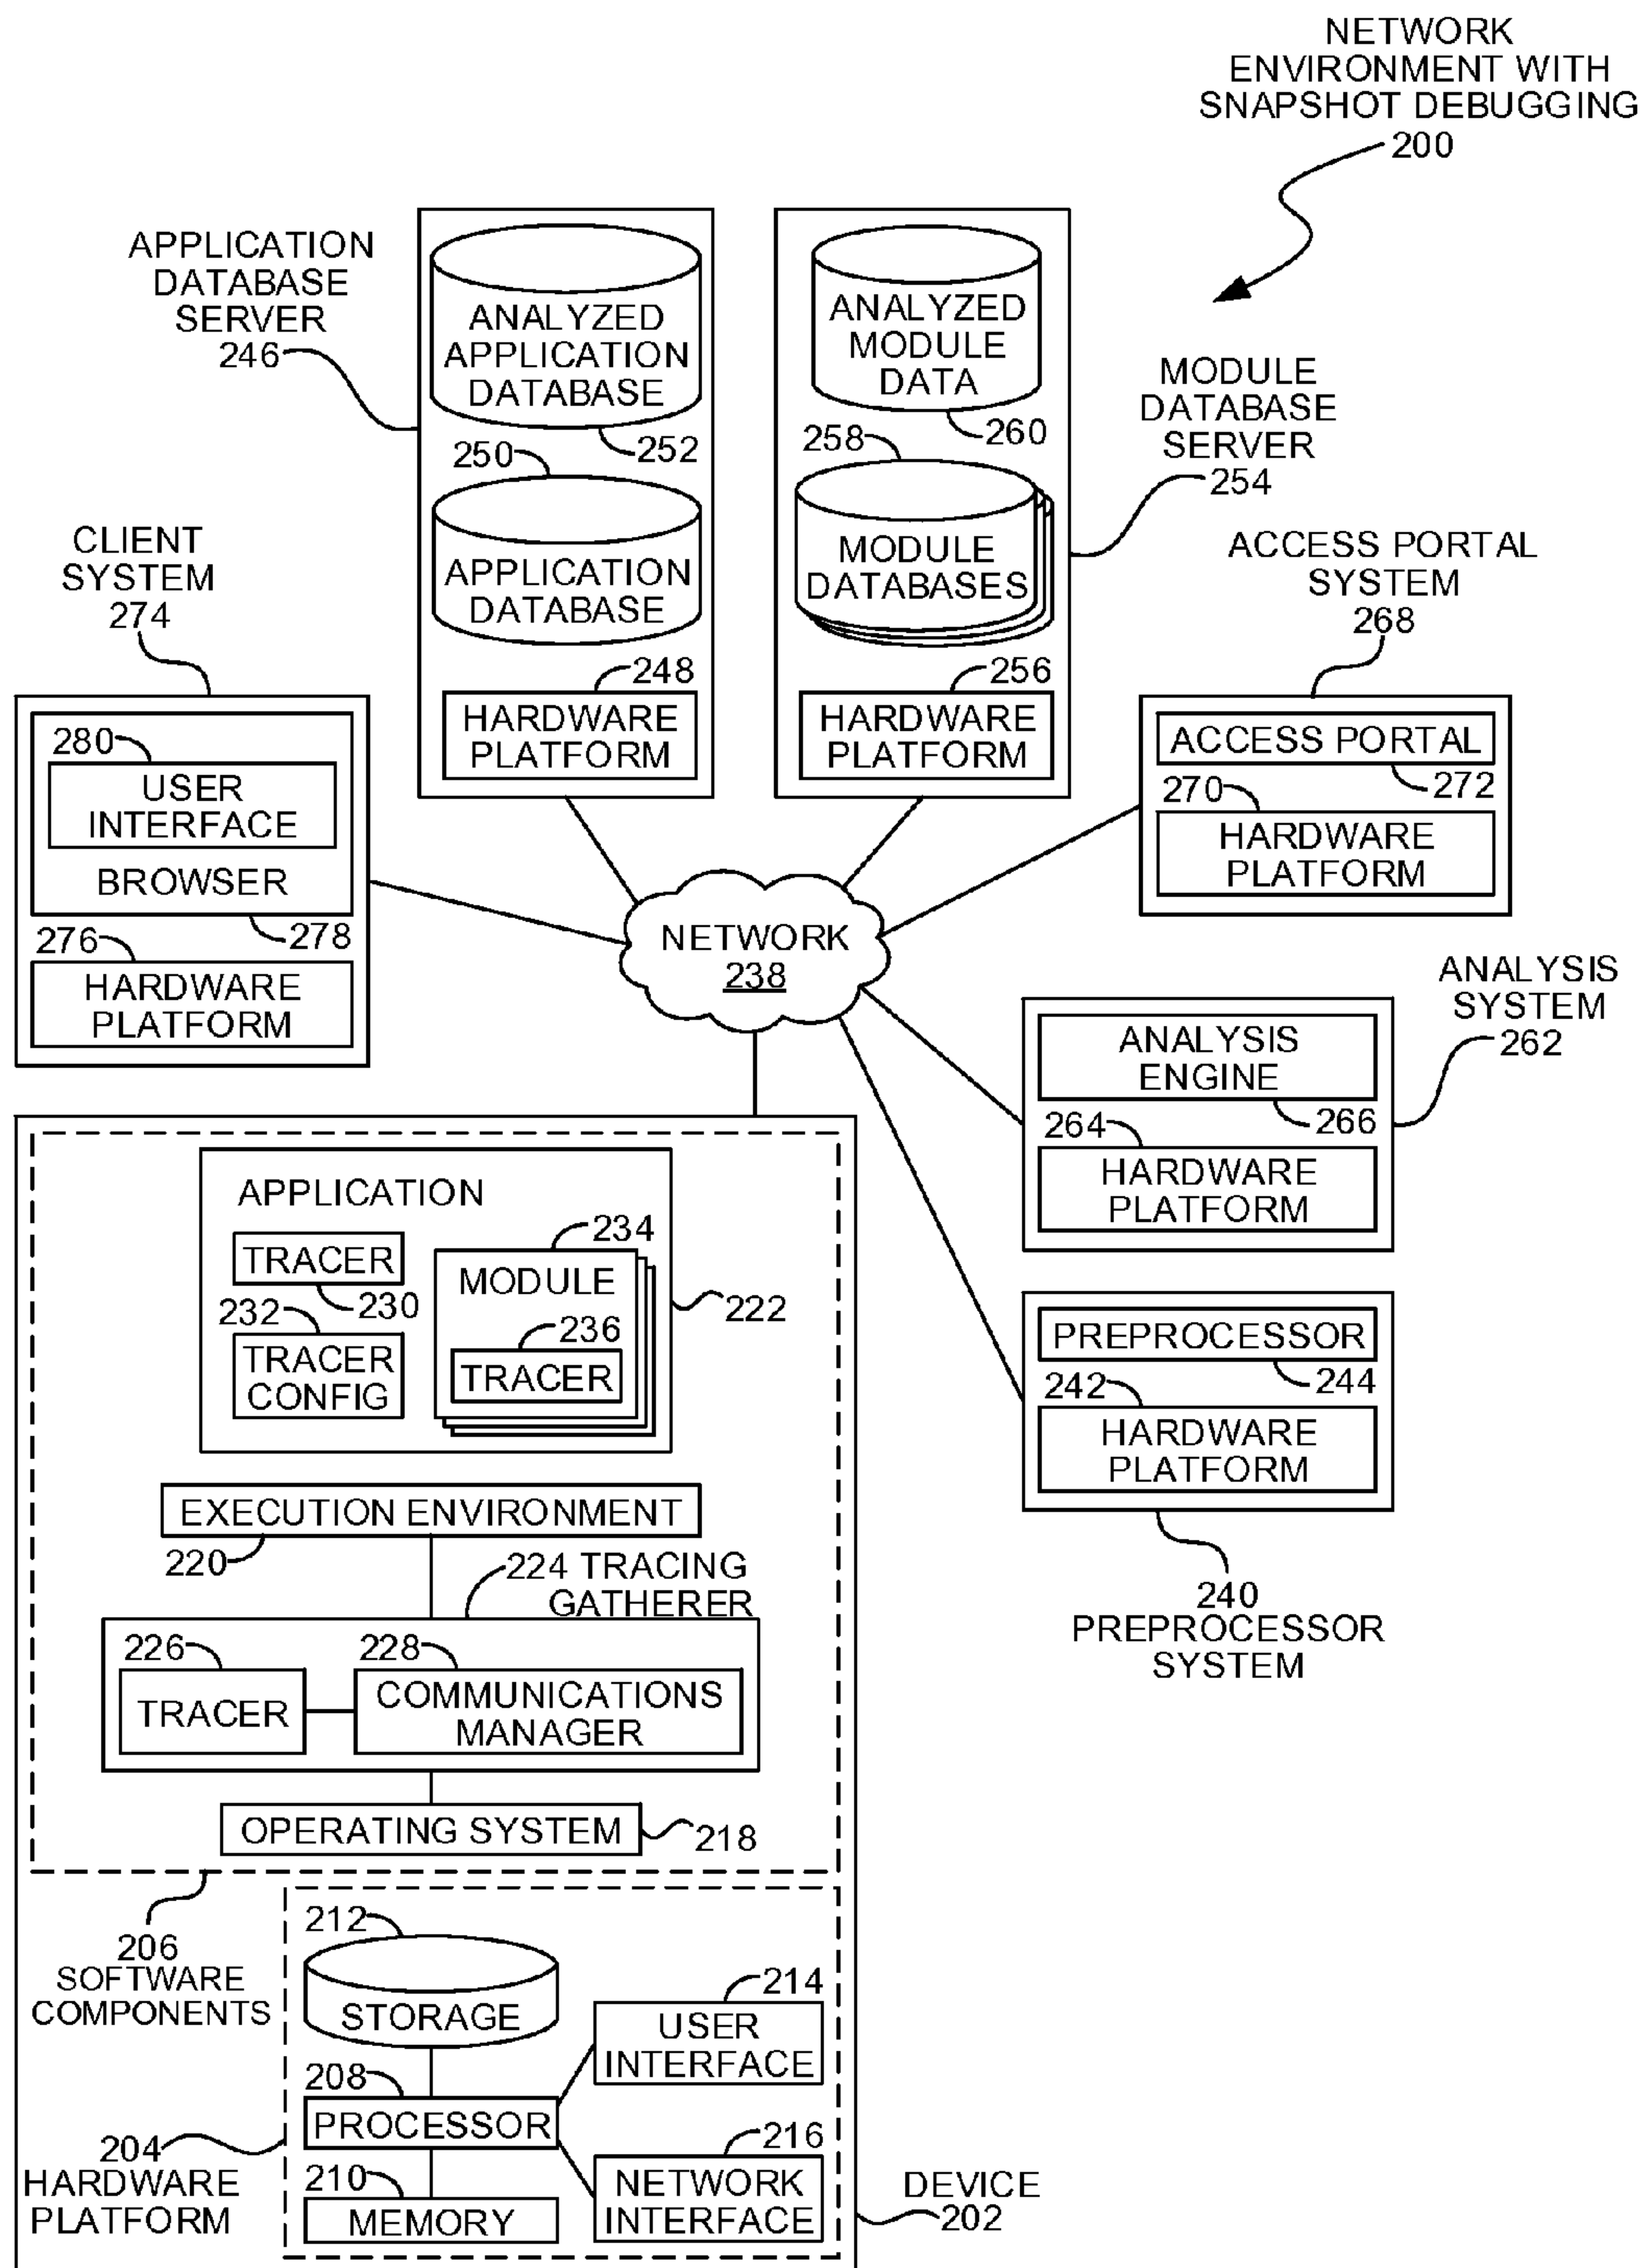 NETWORK
ENVIRONMENT WITH
SNAPSHOT DEBUGGING
200
APPLICATION
DATABASE
SERVER
246
ANALYZED
APPLICATION
DATABASE
252
250
APPLICATION
DATABASE
248
HARDWARE
PLATFORM
ANALYZED
MODULE
DATA
260
258
MODULE
DATABASES
256
HARDWARE
PLATFORM
MODULE
DATABASE
SERVER
254
CLIENT
SYSTEM
274
280
USER
INTERFACE
BROWSER
278
276
HARDWARE
PLATFORM
ACCESS PORTAL
SYSTEM
268
ACCESS PORTAL
272
270
HARDWARE
PLATFORM
NETWORK
238
ANALYSIS
SYSTEM
262
ANALYSIS
ENGINE
266
264
HARDWARE
PLATFORM
PREPROCESSOR
244
242
HARDWARE
PLATFORM
240
PREPROCESSOR
SYSTEM
APPLICATION
TRACER
230
232
TRACER
CONFIG
234
MODULE
236
TRACER
222
EXECUTION ENVIRONMENT
220
224 TRACING
GATHERER
226
TRACER
228
COMMUNICATIONS
MANAGER
OPERATING SYSTEM
218
206
SOFTWARE
COMPONENTS
212
STORAGE
214
USER
INTERFACE
208
PROCESSOR
216
NETWORK
INTERFACE
210
MEMORY
204
HARDWARE
PLATFORM
DEVICE
202